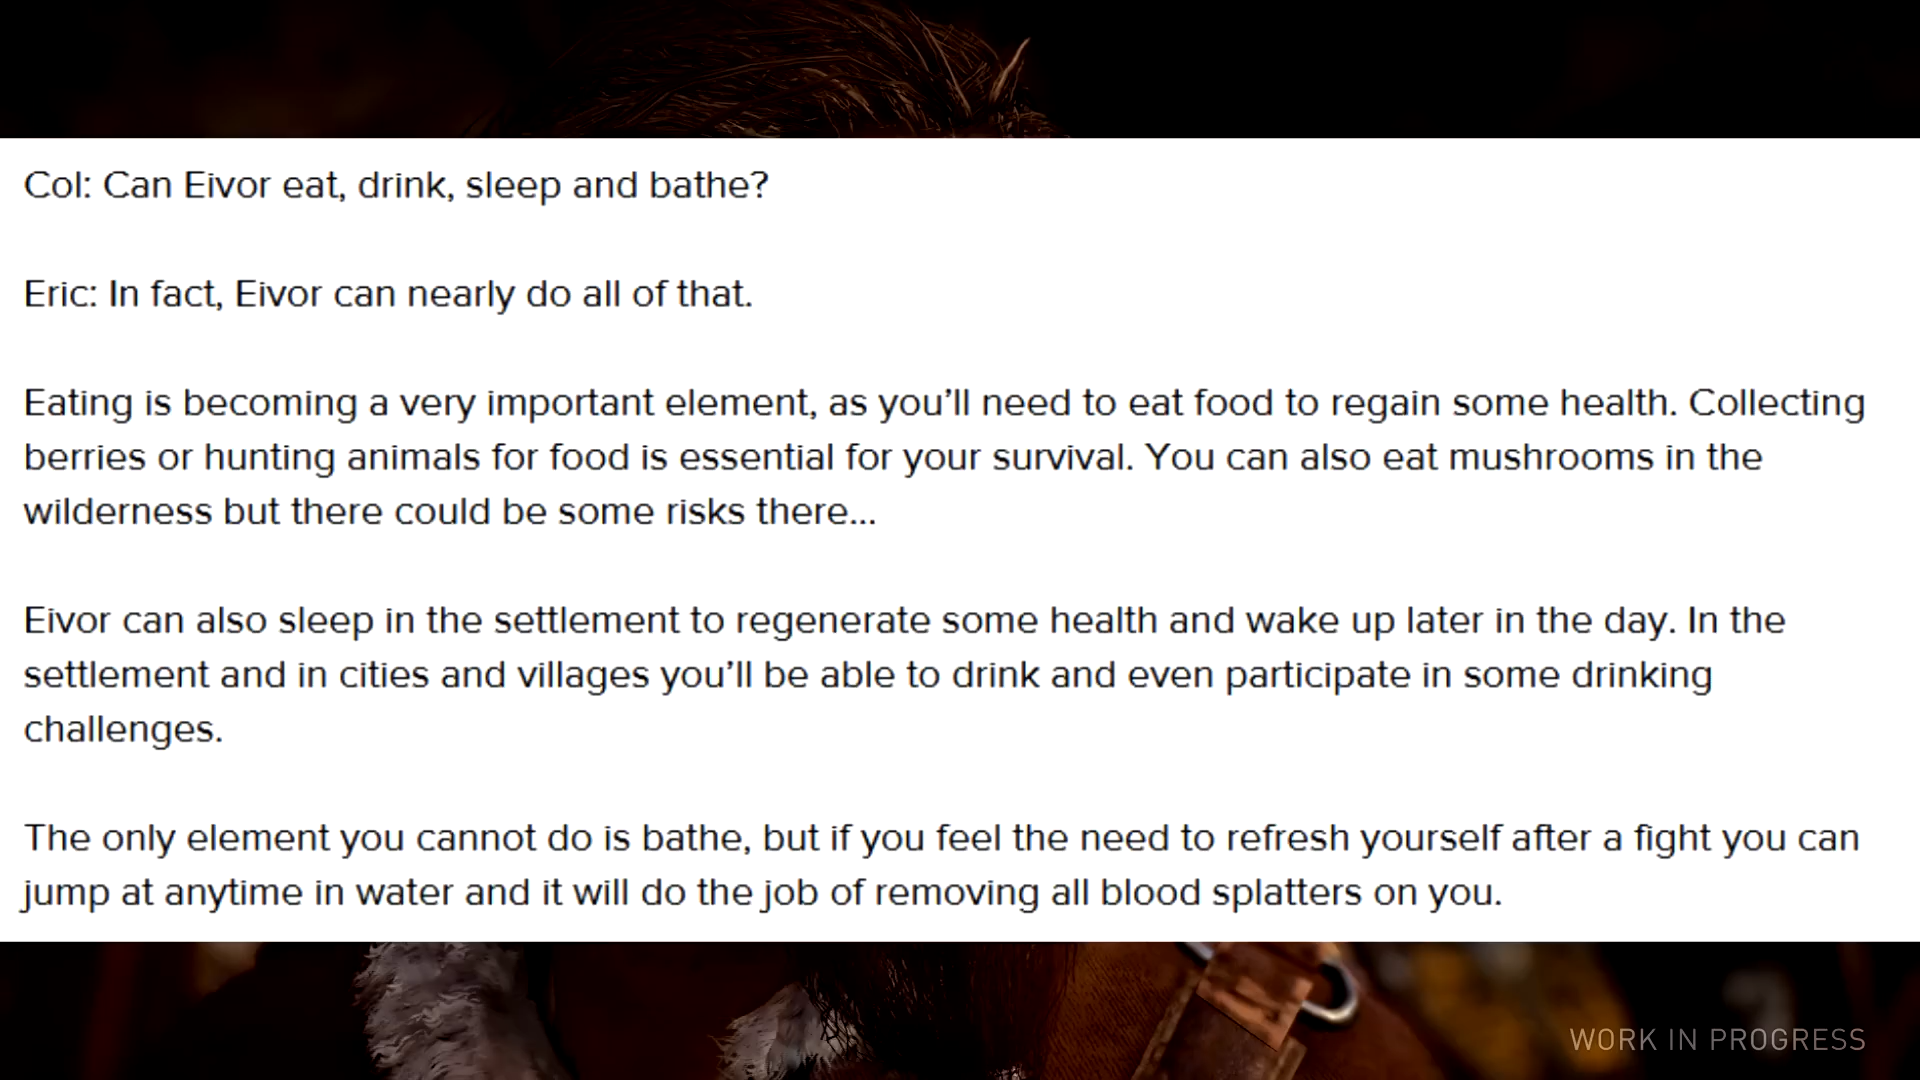 Col: Can Eivor eat, drink, sleep and bathe?
Eric: In fact, Eivor can nearly do all of that.
Eating is becoming a very important element, as you’ll need to eat food to regain some health. Collecting
berries or hunting animals for food is essential for your survival. You can also eat mushrooms in the
wilderness but there could be some risks there...
Eivor can also sleep in the settlement to regenerate some health and wake up later in the day. In the
settlement and in cities and villages you’ll be able to drink and even participate in some drinking
challenges.
The only element you cannot do is bathe, but if you feel the need to refresh yourself after a fight you can
jump at anytime in water and it will do the job of removing all blood splatters on you.
WORK IN PROGRESS